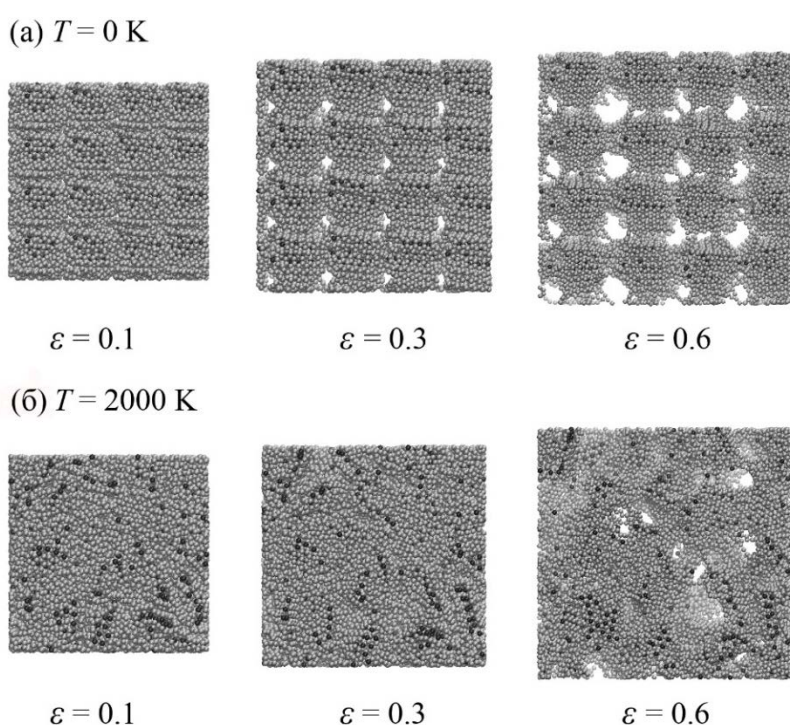 (а) T = 0 K
ε = 0.1 ε = 0.3 ε = 0.6
(б) T = 2000 K
ε = 0.1 ε = 0.3 ε = 0.6